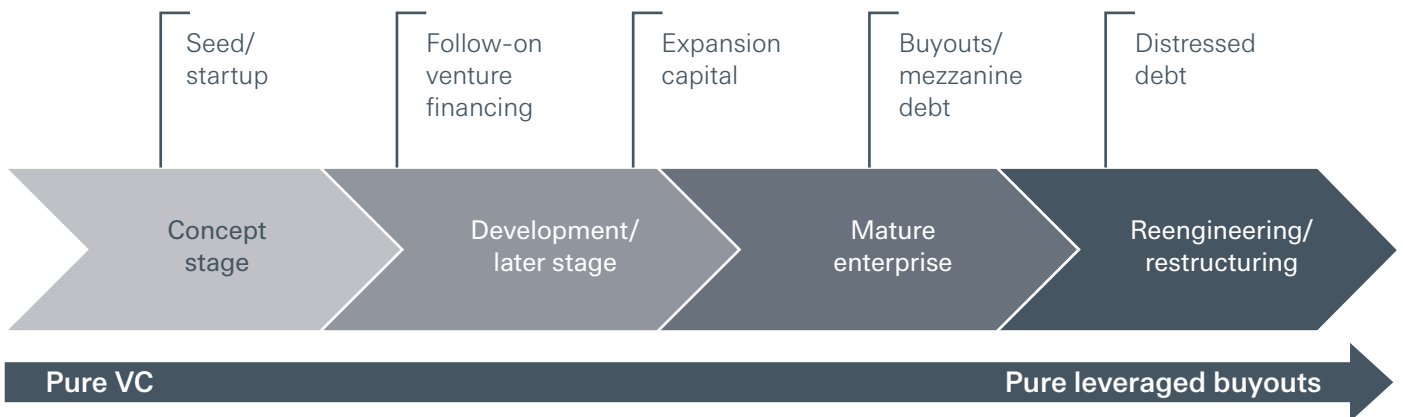 Seed/
startup
Follow-on
venture
financing
Expansion
capital
Buyouts/
mezzanine
debt
Distressed
debt
Concept
stage
Development/
later stage
Mature
enterprise
Reengineering/
restructuring
Pure VC
Pure leveraged buyouts